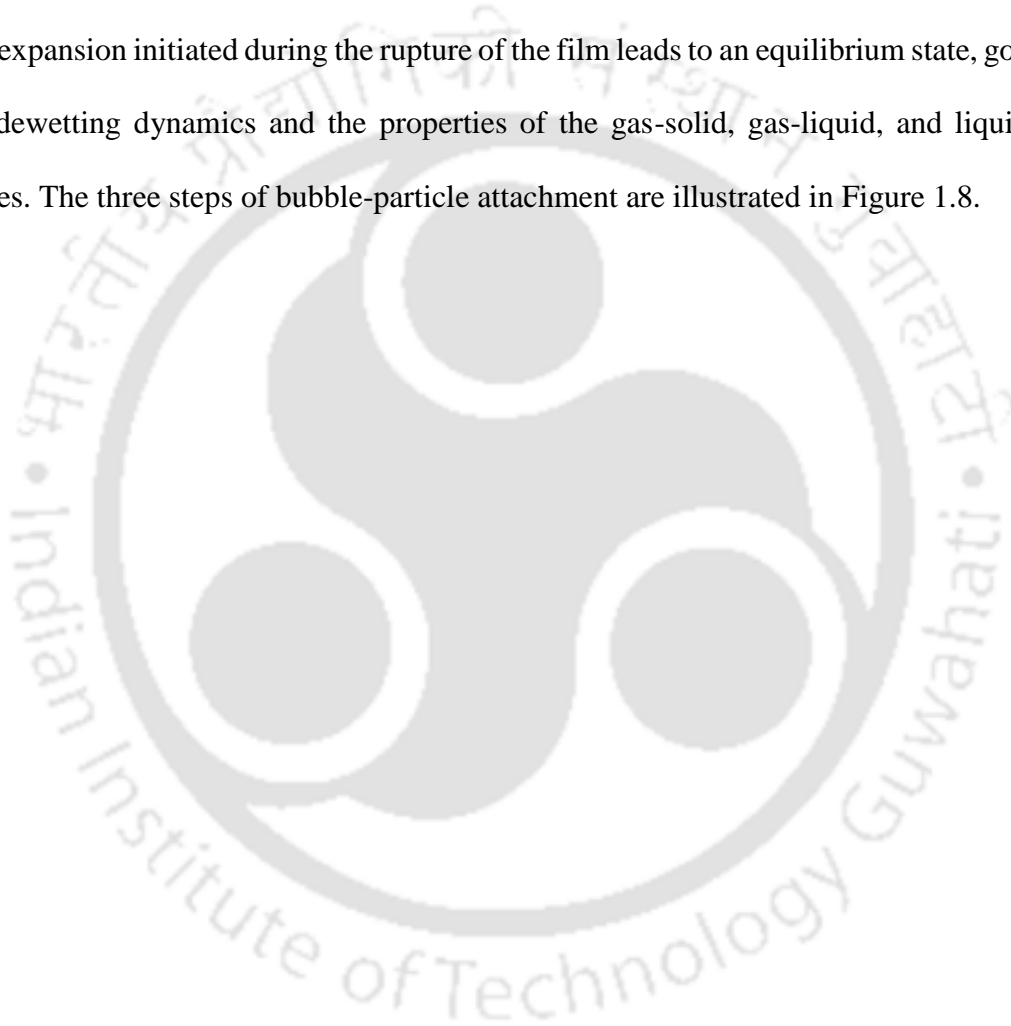 expansion initiated during the rupture of the film leads to an equilibrium state, go
dewetting dynamics and the properties of the gas-solid, gas-liquid, and liqui
es. The three steps of bubble-particle attachment are illustrated in Figure 1.8.
भारतीय प्रौद्योगिकी संस्थान गुवाहाटी
Indian Institute of Technology Guwahati